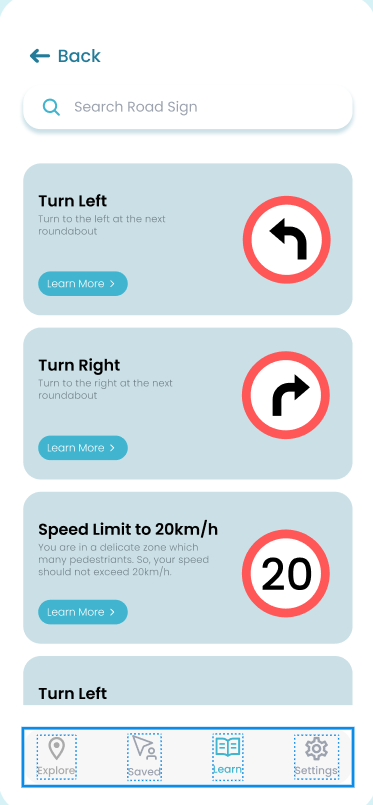 Back
Search Road Sign
Turn Left
Turn to the left at the next
roundabout
Learn More
Turn Right
Turn to the right at the next
roundabout
Learn More
Speed Limit to 20km/h
You are in a delicate zone which
many pedestriants. So, your speed
should not exceed 20km/h.
20
Learn More
Turn Left
Explore Saved Learn Settings